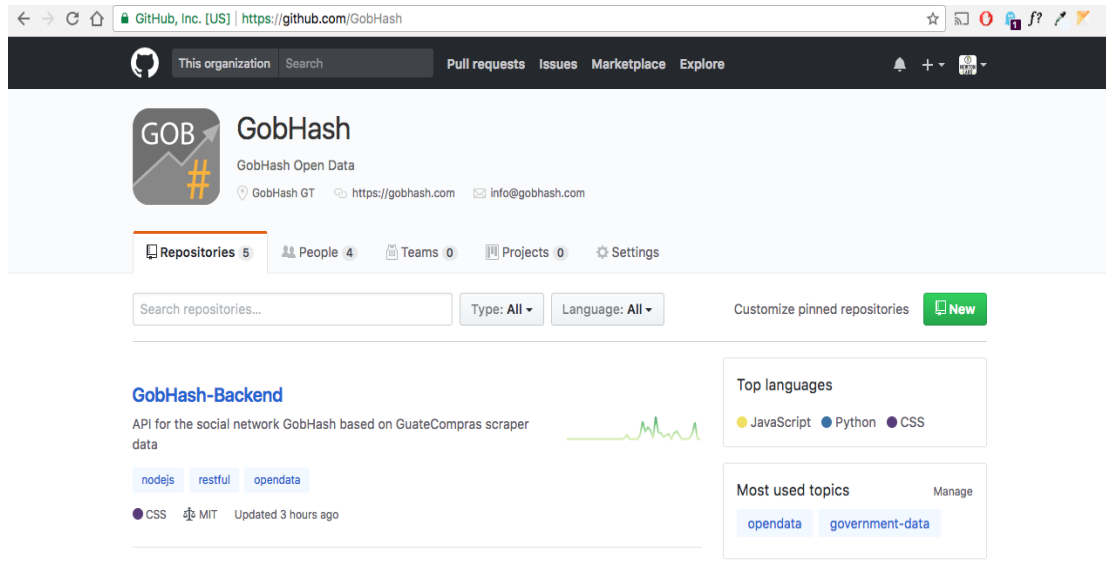 GitHub, Inc. [US] | https://github.com/GobHash
1
f?
This organization Search Pull requests Issues Marketplace Explore
GOB
#
GobHash
GobHash Open Data
GobHash GT https://gobhash.com info@gobhash.com
Repositories 5 People 4 Teams 0 Projects 0 Settings
Search repositories... Type: All Language: All Customize pinned repositories New
GobHash-Backend
API for the social network GobHash based on GuateCompras scraper
data
nodejs restful opendata
CSS MIT Updated 3 hours ago
Top languages
JavaScript Python CSS
Most used topics Manage
opendata government-data